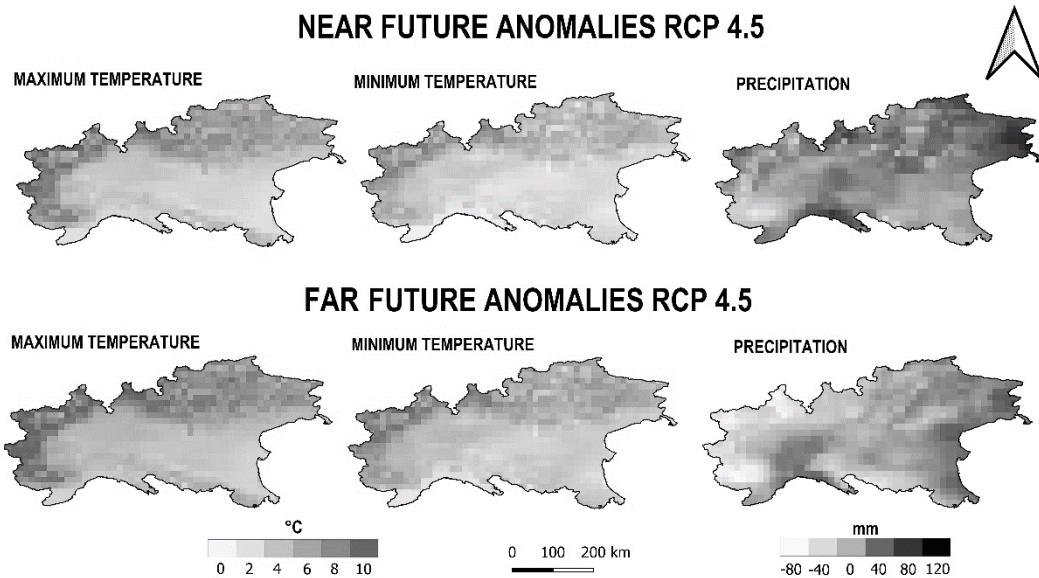 NEAR FUTURE ANOMALIES RCP 4.5
MAXIMUM TEMPERATURE
MINIMUM TEMPERATURE
PRECIPITATION
FAR FUTURE ANOMALIES RCP 4.5
MAXIMUM TEMPERATURE
MINIMUM TEMPERATURE
PRECIPITATION
°C
0 2 4 6 8 10
0 100 200 km
mm
-80 -40 0 40 80 120